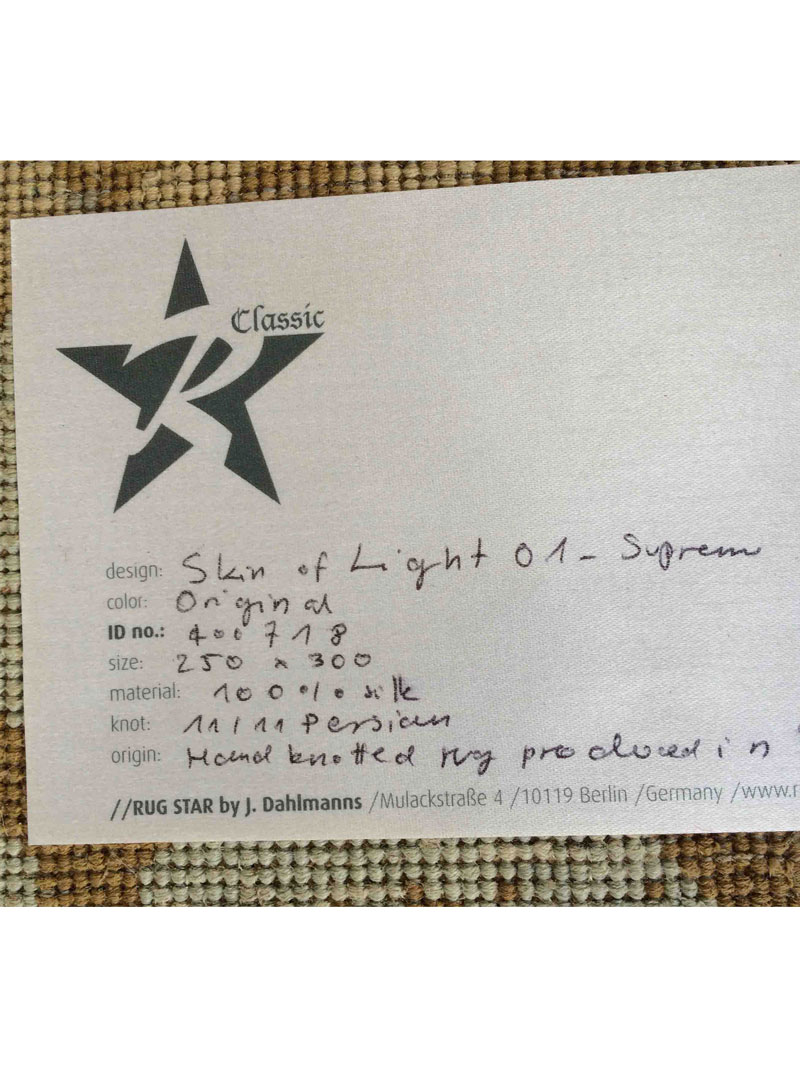 Classic
R
design: Skin of Light 01 - Suprem
color: Original
ID no.: 400718
size: 250 x 300
material: 100% silk
knot: 11/11 Persian
origin: Hand knotted rug produced in
//RUG STAR by J. Dahlmanns /Mulackstraße 4 /10119 Berlin /Germany /www.r